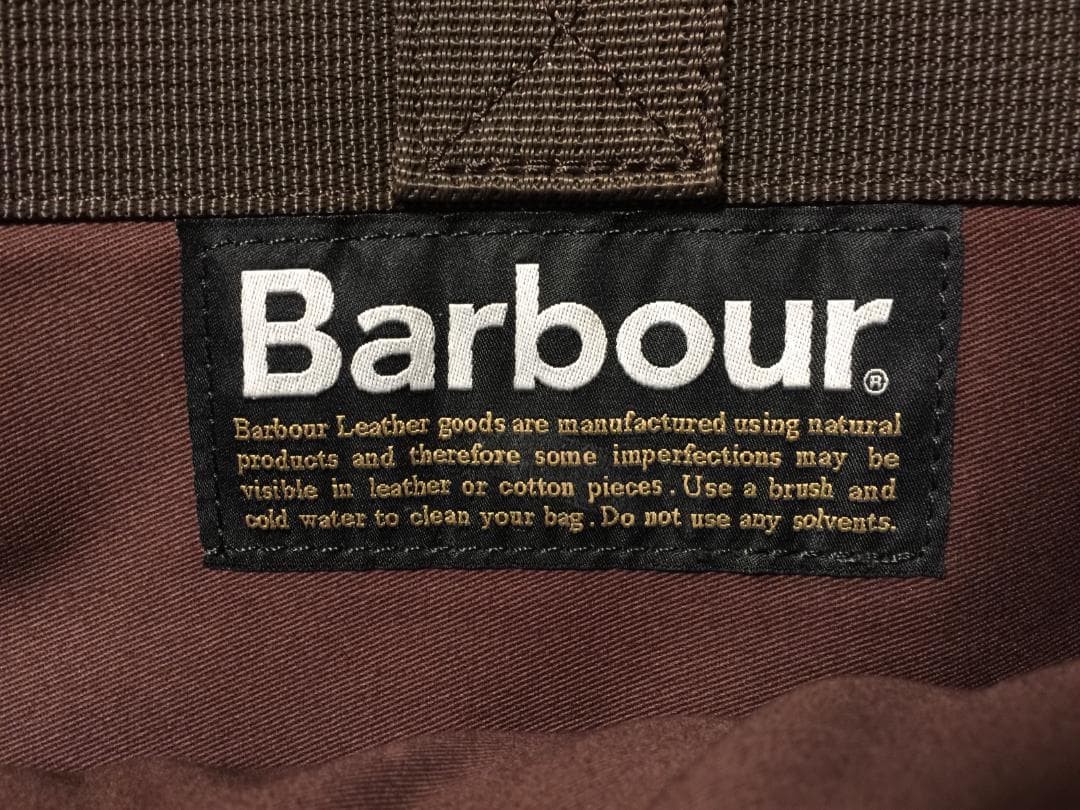 Barbour®
Barbour Leather goods are manufactured using natural
products and therefore some imperfections may be
visible in leather or cotton pieces. Use a brush and
cold water to clean your bag. Do not use any solvents.